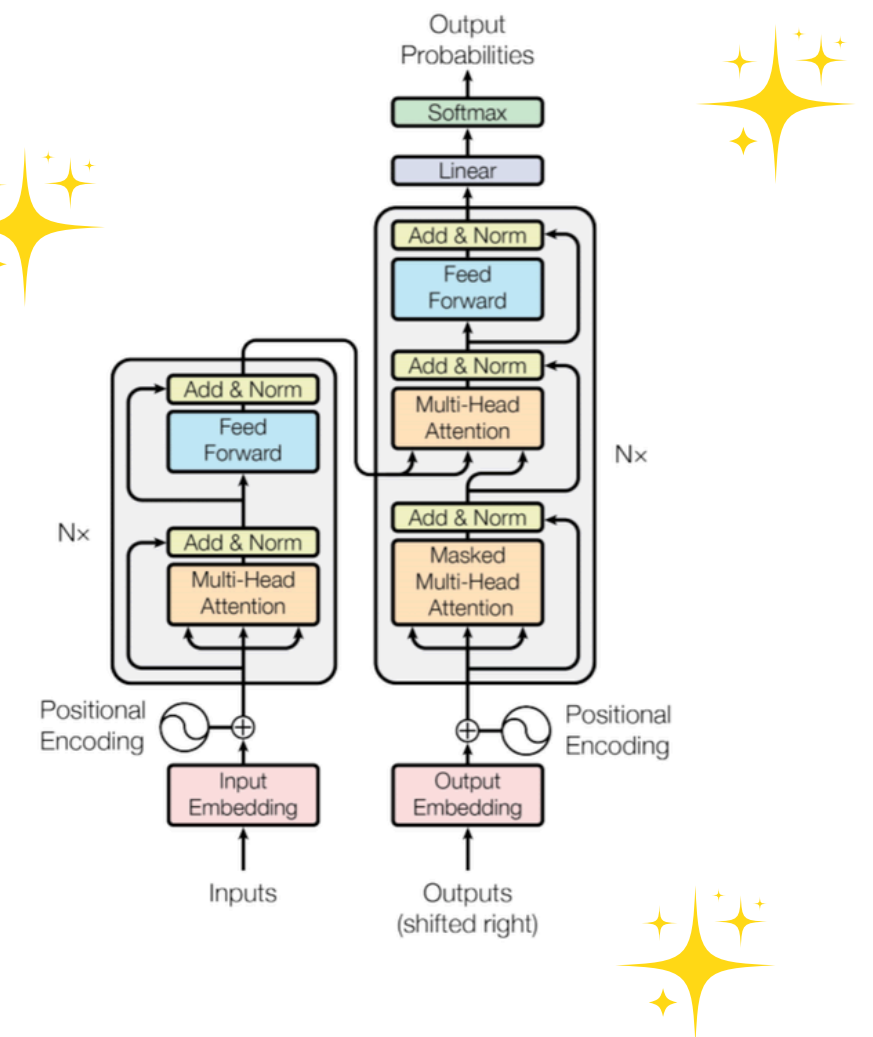 Output
Probabilities
Softmax
Linear
Add & Norm
Feed
Forward
Add & Norm
Multi-Head
Attention
N×
Add & Norm
Masked
Multi-Head
Attention
Add & Norm
Feed
Forward
N×
Add & Norm
Multi-Head
Attention
Positional
Encoding
Positional
Encoding
Input
Embedding
Output
Embedding
Inputs
Outputs
(shifted right)